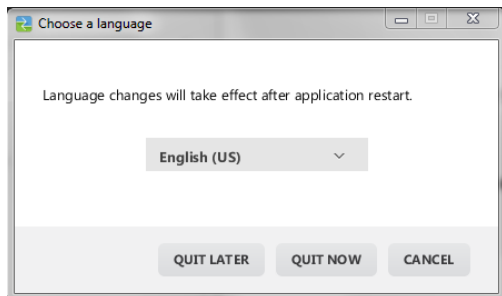 Choose a language
Language changes will take effect after application restart.
English (US)
QUIT LATER QUIT NOW CANCEL